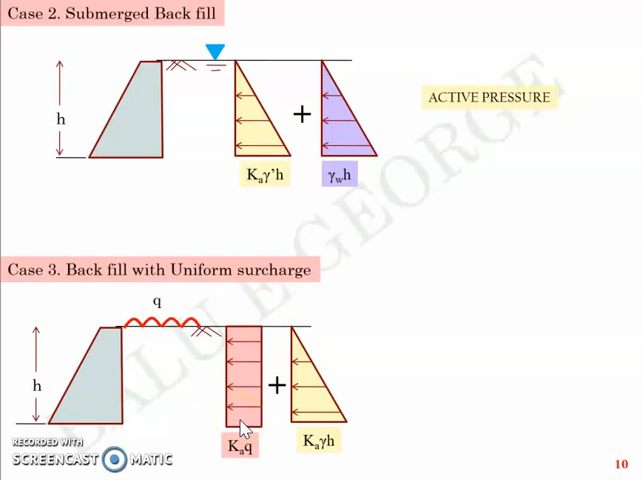 Case 2. Submerged Back fill
ACTIVE PRESSURE
h
+
Kₐγ’h
γwh
LALU E GEORGE
Case 3. Back fill with Uniform surcharge
q
h
+
Kₐq
Kₐγh
RECORDED WITH
SCREENCAST MATIC
10